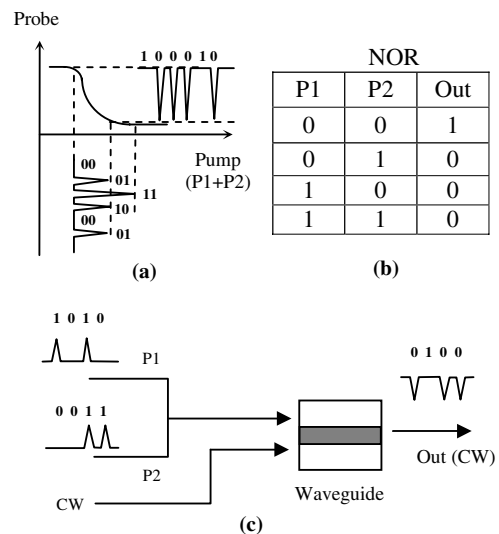 Probe
1 0 0 0 1 0
Pump
(P1+P2)
00
01
11
10
00
01
(a)
NOR
P1 P2 Out
0 0 1
0 1 0
1 0 0
1 1 0
(b)
1 0 1 0
P1
0 0 1 1
P2
CW
Waveguide
0 1 0 0
Out (CW)
(c)